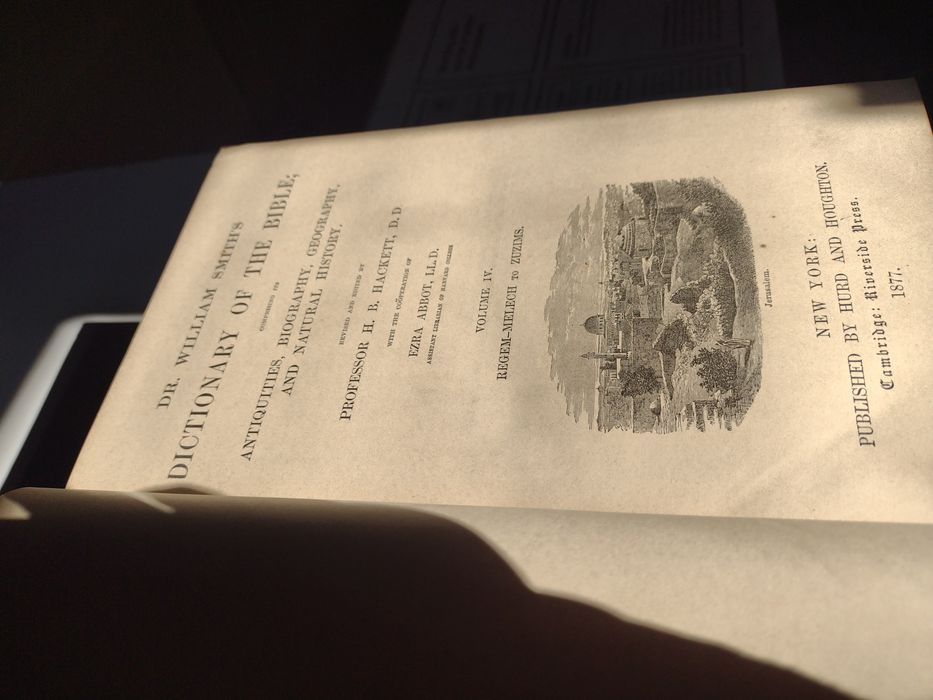 DR. WILLIAM SMITH'S
DICTIONARY OF THE BIBLE;
COMPRISING ITS
ANTIQUITIES, BIOGRAPHY, GEOGRAPHY,
AND NATURAL HISTORY.
REVISED AND EDITED BY
PROFESSOR H. B. HACKETT, D. D.
WITH THE COÖPERATION OF
EZRA ABBOT, LL. D.
ASSISTANT LIBRARIAN OF HARVARD COLLEGE
VOLUME IV.
REGEM-MELECH TO ZUZIMS.
Jerusalem.
NEW YORK:
PUBLISHED BY HURD AND HOUGHTON.
Cambridge: Riverside Press.
1877.